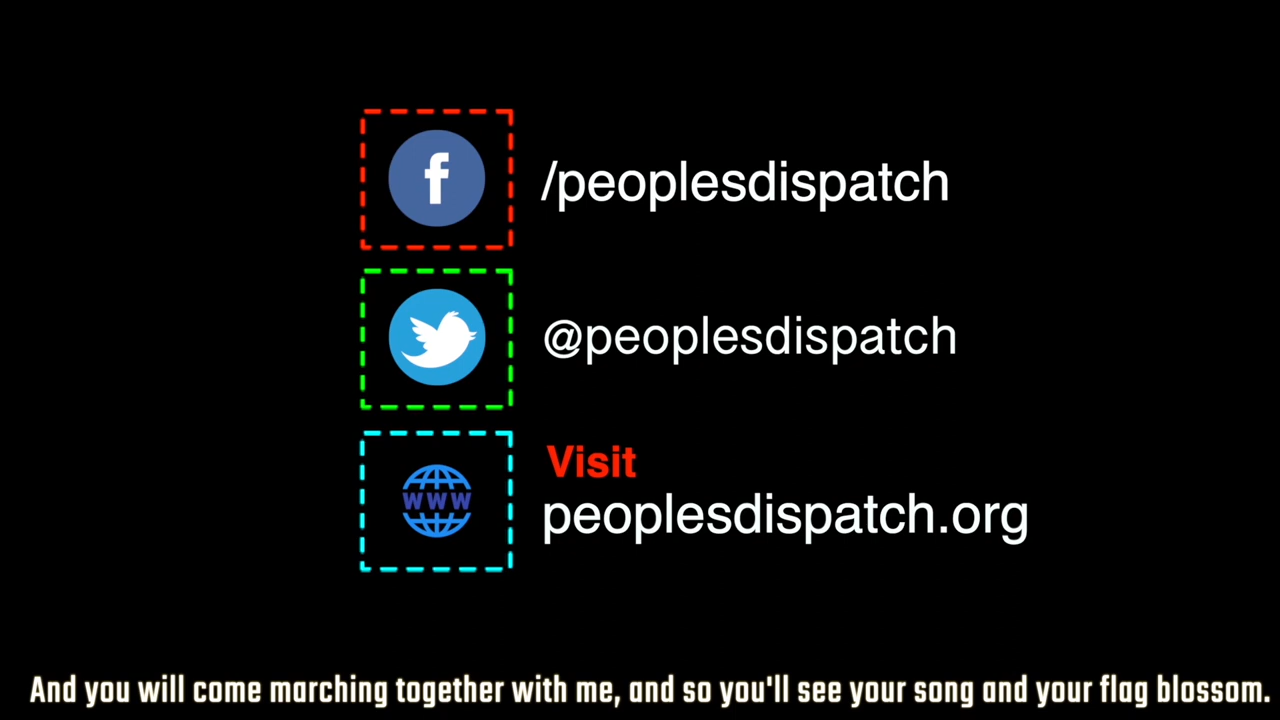 f
/peoplesdispatch
@peoplesdispatch
Visit
WWW
peoplesdispatch.org
And you will come marching together with me, and so you'll see your song and your flag blossom.